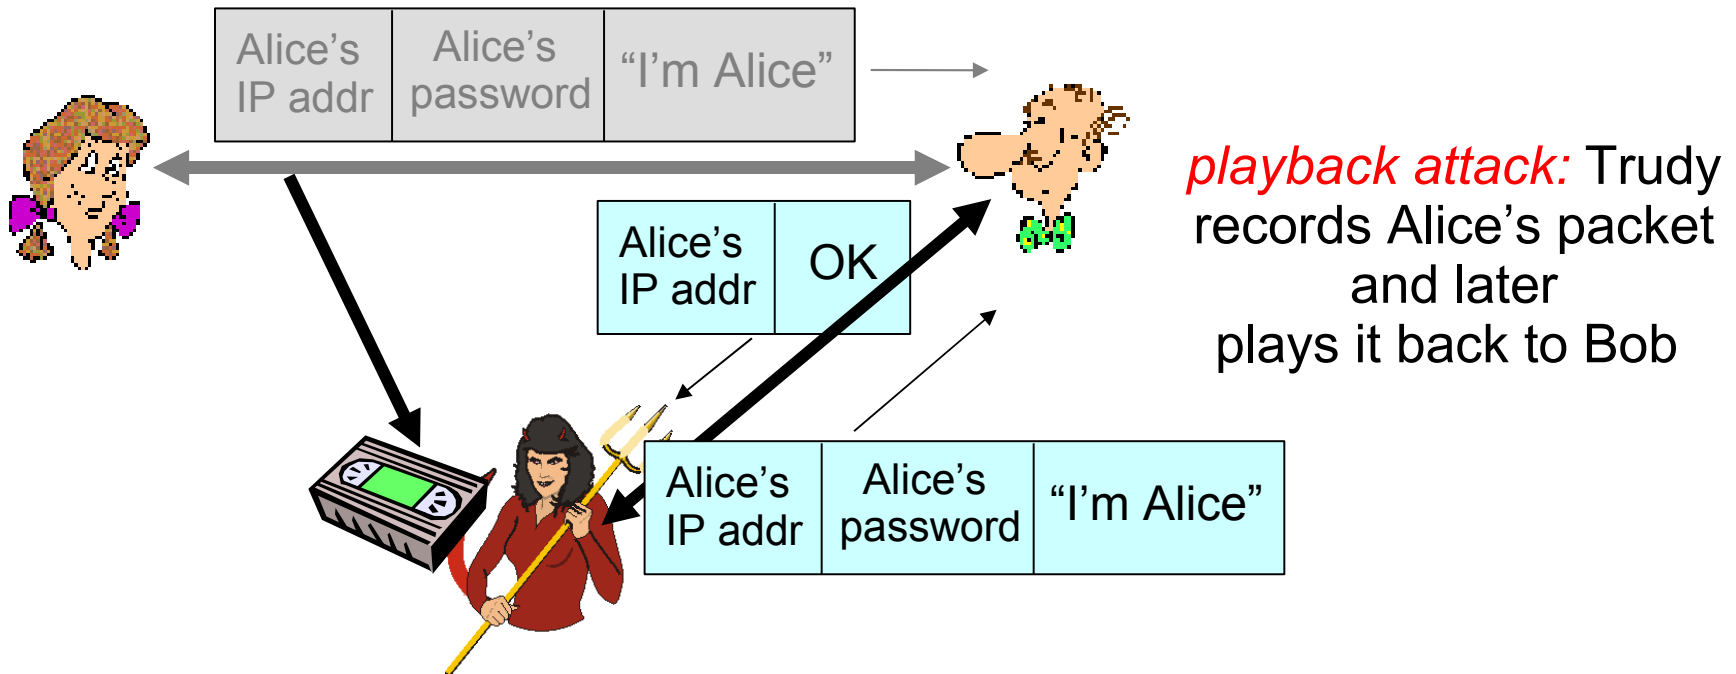 Alice’s
IP addr
Alice’s
password
“I’m Alice”
playback attack: Trudy
records Alice’s packet
and later
plays it back to Bob
Alice’s
IP addr
OK
Alice’s
IP addr
Alice’s
password
“I’m Alice”